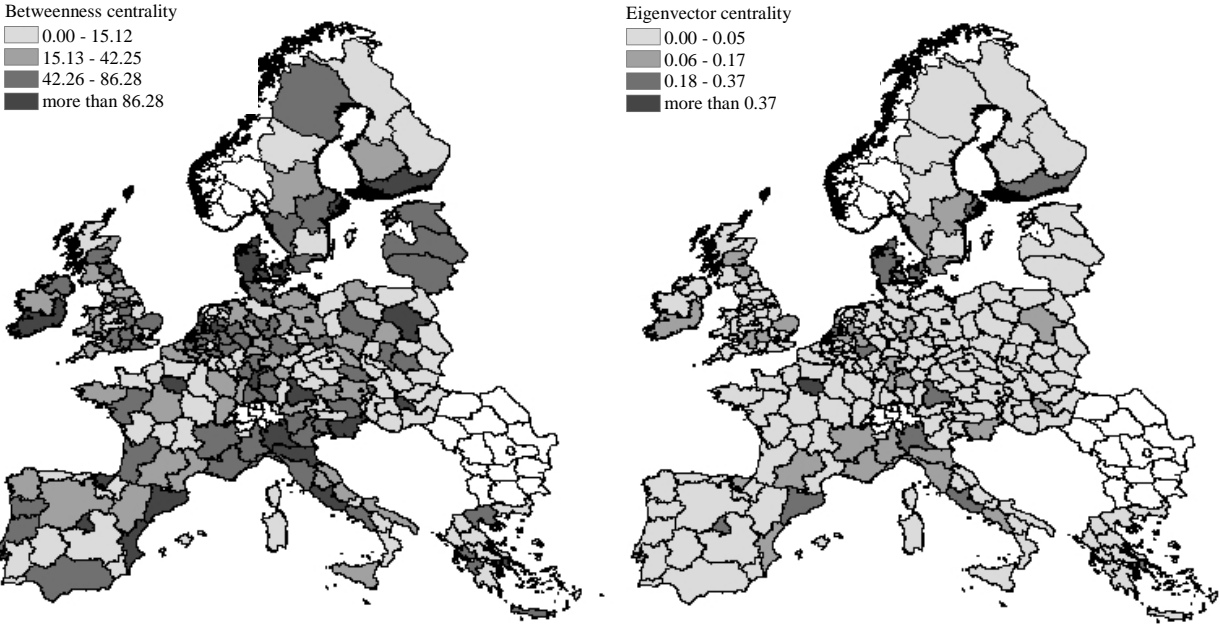 Betweenness centrality
0.00 - 15.12
15.13 - 42.25
42.26 - 86.28
more than 86.28
Eigenvector centrality
0.00 - 0.05
0.06 - 0.17
0.18 - 0.37
more than 0.37